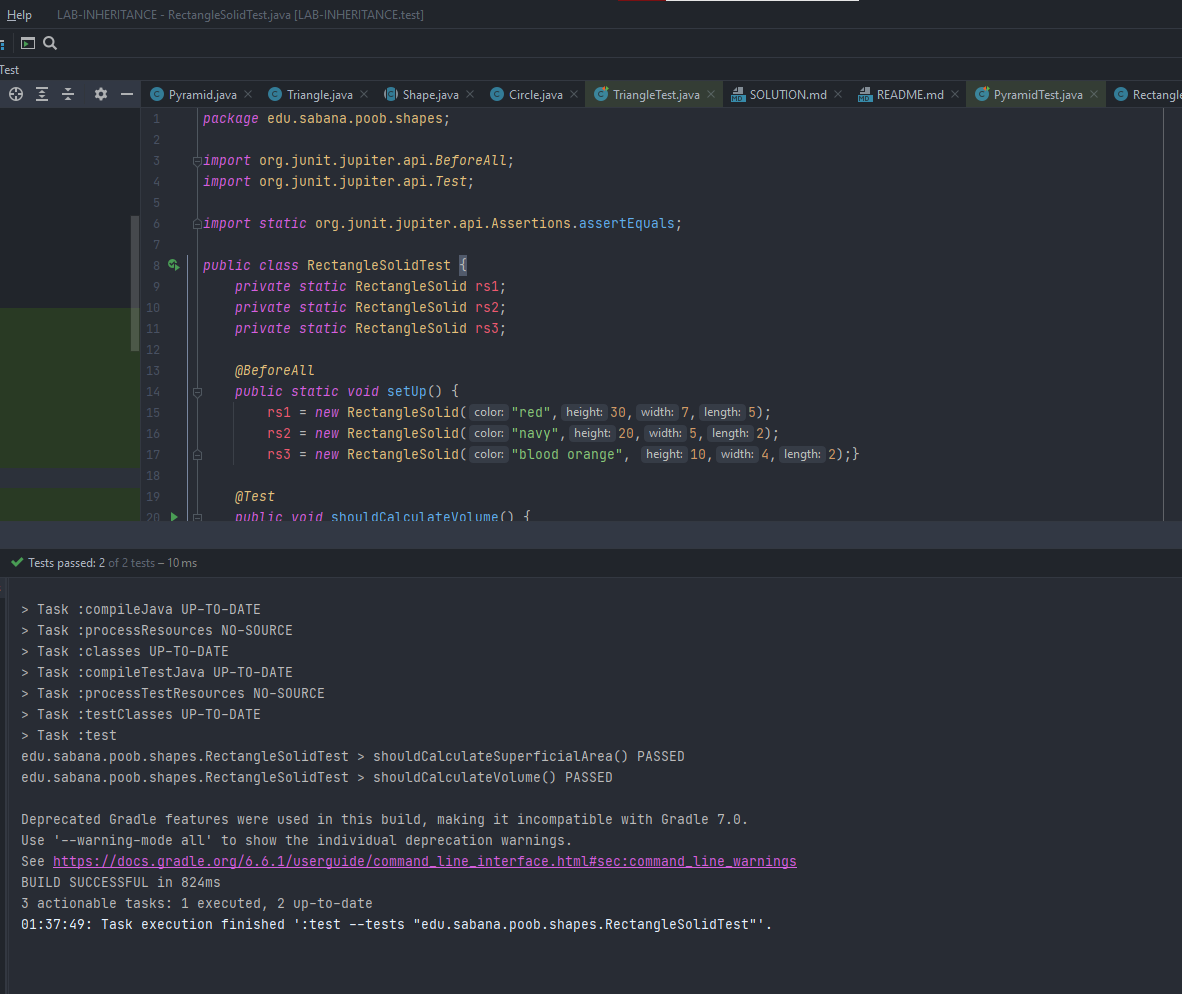 Help LAB-INHERITANCE - RectangleSolidTest.java [LAB-INHERITANCE.test]
Test
Pyramid.java Triangle.java Shape.java Circle.java TriangleTest.java SOLUTION.md README.md PyramidTest.java Rectangle
1 package edu.sabana.poob.shapes;
2
3 import org.junit.jupiter.api.BeforeAll;
4 import org.junit.jupiter.api.Test;
5
6 import static org.junit.jupiter.api.Assertions.assertEquals;
7
8 public class RectangleSolidTest {
9 private static RectangleSolid rs1;
10 private static RectangleSolid rs2;
11 private static RectangleSolid rs3;
12
13 @BeforeAll
14 public static void setUp() {
15 rs1 = new RectangleSolid( color: "red", height: 30, width: 7, length: 5);
16 rs2 = new RectangleSolid( color: "navy", height: 20, width: 5, length: 2);
17 rs3 = new RectangleSolid( color: "blood orange", height: 10, width: 4, length: 2);}
18
19 @Test
20 public void shouldCalculateVolume() {
Tests passed: 2 of 2 tests – 10 ms
> Task :compileJava UP-TO-DATE
> Task :processResources NO-SOURCE
> Task :classes UP-TO-DATE
> Task :compileTestJava UP-TO-DATE
> Task :processTestResources NO-SOURCE
> Task :testClasses UP-TO-DATE
> Task :test
edu.sabana.poob.shapes.RectangleSolidTest > shouldCalculateSuperficialArea() PASSED
edu.sabana.poob.shapes.RectangleSolidTest > shouldCalculateVolume() PASSED
Deprecated Gradle features were used in this build, making it incompatible with Gradle 7.0.
Use '--warning-mode all' to show the individual deprecation warnings.
See https://docs.gradle.org/6.6.1/userguide/command_line_interface.html#sec:command_line_warnings
BUILD SUCCESSFUL in 824ms
3 actionable tasks: 1 executed, 2 up-to-date
01:37:49: Task execution finished ':test --tests "edu.sabana.poob.shapes.RectangleSolidTest"'.